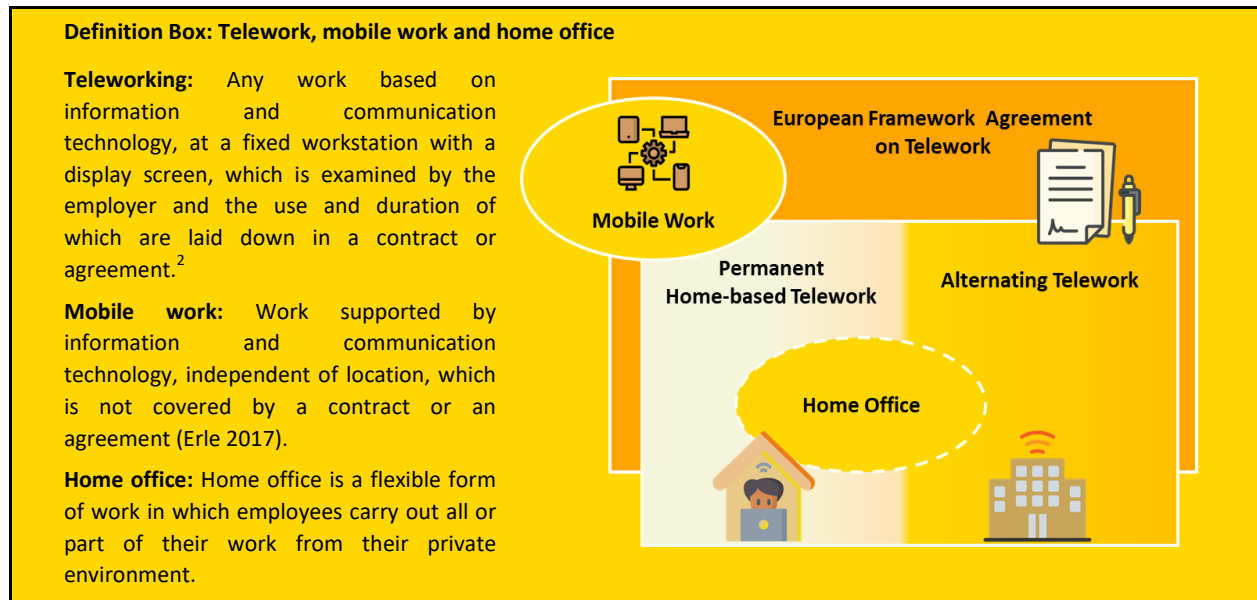 Definition Box: Telework, mobile work and home office
Teleworking: Any work based on
information and communication
technology, at a fixed workstation with a
display screen, which is examined by the
employer and the use and duration of
which are laid down in a contract or
agreement.2
Mobile work: Work supported by
information and communication
technology, independent of location, which
is not covered by a contract or an
agreement (Erle 2017).
Home office: Home office is a flexible form
of work in which employees carry out all or
part of their work from their private
environment.
European Framework Agreement
on Telework
Mobile Work
Permanent
Home-based Telework
Alternating Telework
Home Office